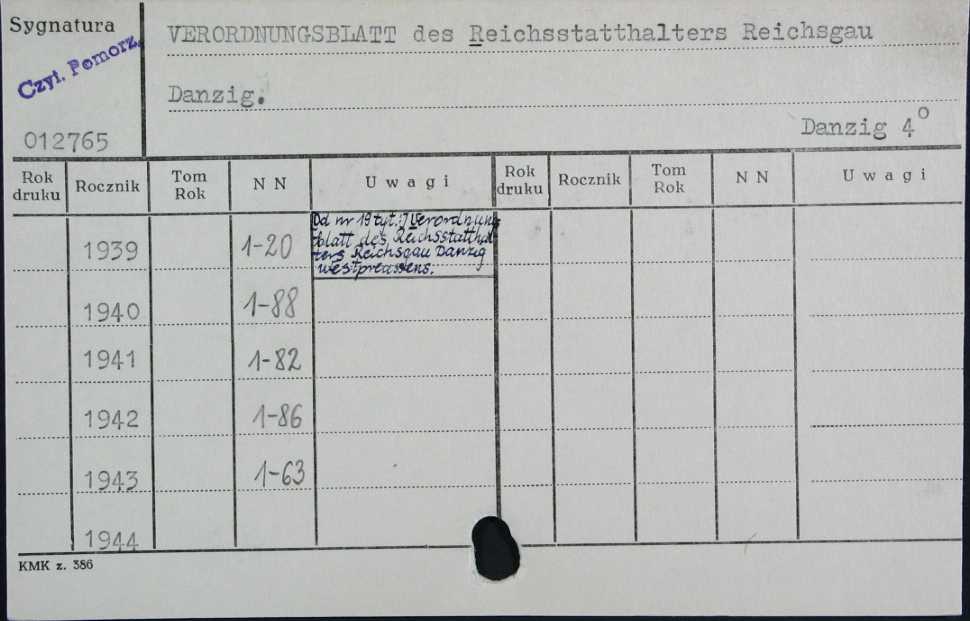 Sygnatura
VERORDNUNGSBLATT des Reichsstatthalters Reichsgau
Czyt. Pomorz.
Danzig.
012765
Danzig 4°
Rok druku Rocznik Tom Rok N N Uwagi Rok druku Rocznik Tom Rok N N Uwagi
1939 1-20
Od nr 19 tyt.: Verordnungs
blatt des Reichsstatthal
ters Reichsgau Danzig
westpreussens.
1940 1-88
1941 1-82
1942 1-86
1943 1-63
1944
KMK z. 386